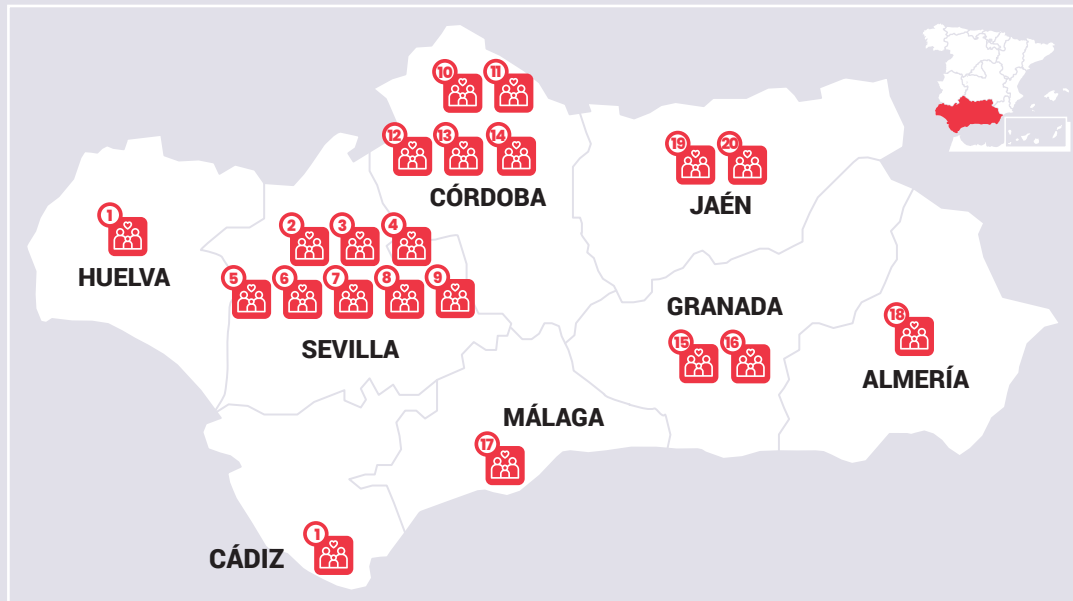 10 11
12 13 14
CÓRDOBA
19 20
JAÉN
1
HUELVA
2 3 4
5 6 7 8 9
SEVILLA
GRANADA
15 16
18
ALMERÍA
MÁLAGA
17
1
CÁDIZ